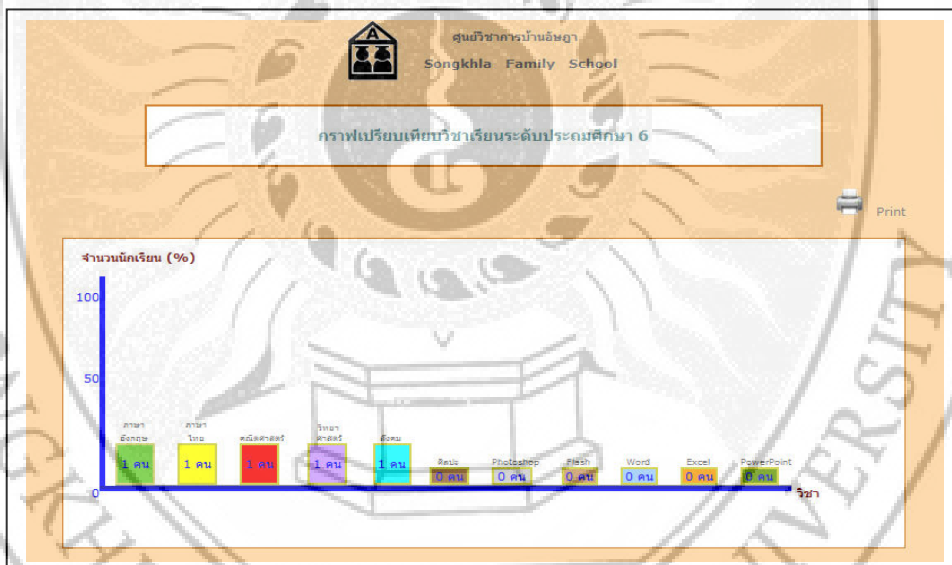 A
ศูนย์วิชาการบ้านอัษฎา
Songkhla Family School
กราฟเปรียบเทียบวิชาเรียนระดับประถมศึกษา 6
Print
จำนวนนักเรียน (%)
100
50
0
ภาษา
อังกฤษ
1 คน
ภาษา
ไทย
1 คน
คณิตศาสตร์
1 คน
วิทยา
ศาสตร์
1 คน
สังคม
1 คน
0 คน
Photoshop
0 คน
Flash
0 คน
Word
0 คน
Excel
0 คน
PowerPoint
0 คน
วิชา
UNIVERSITY